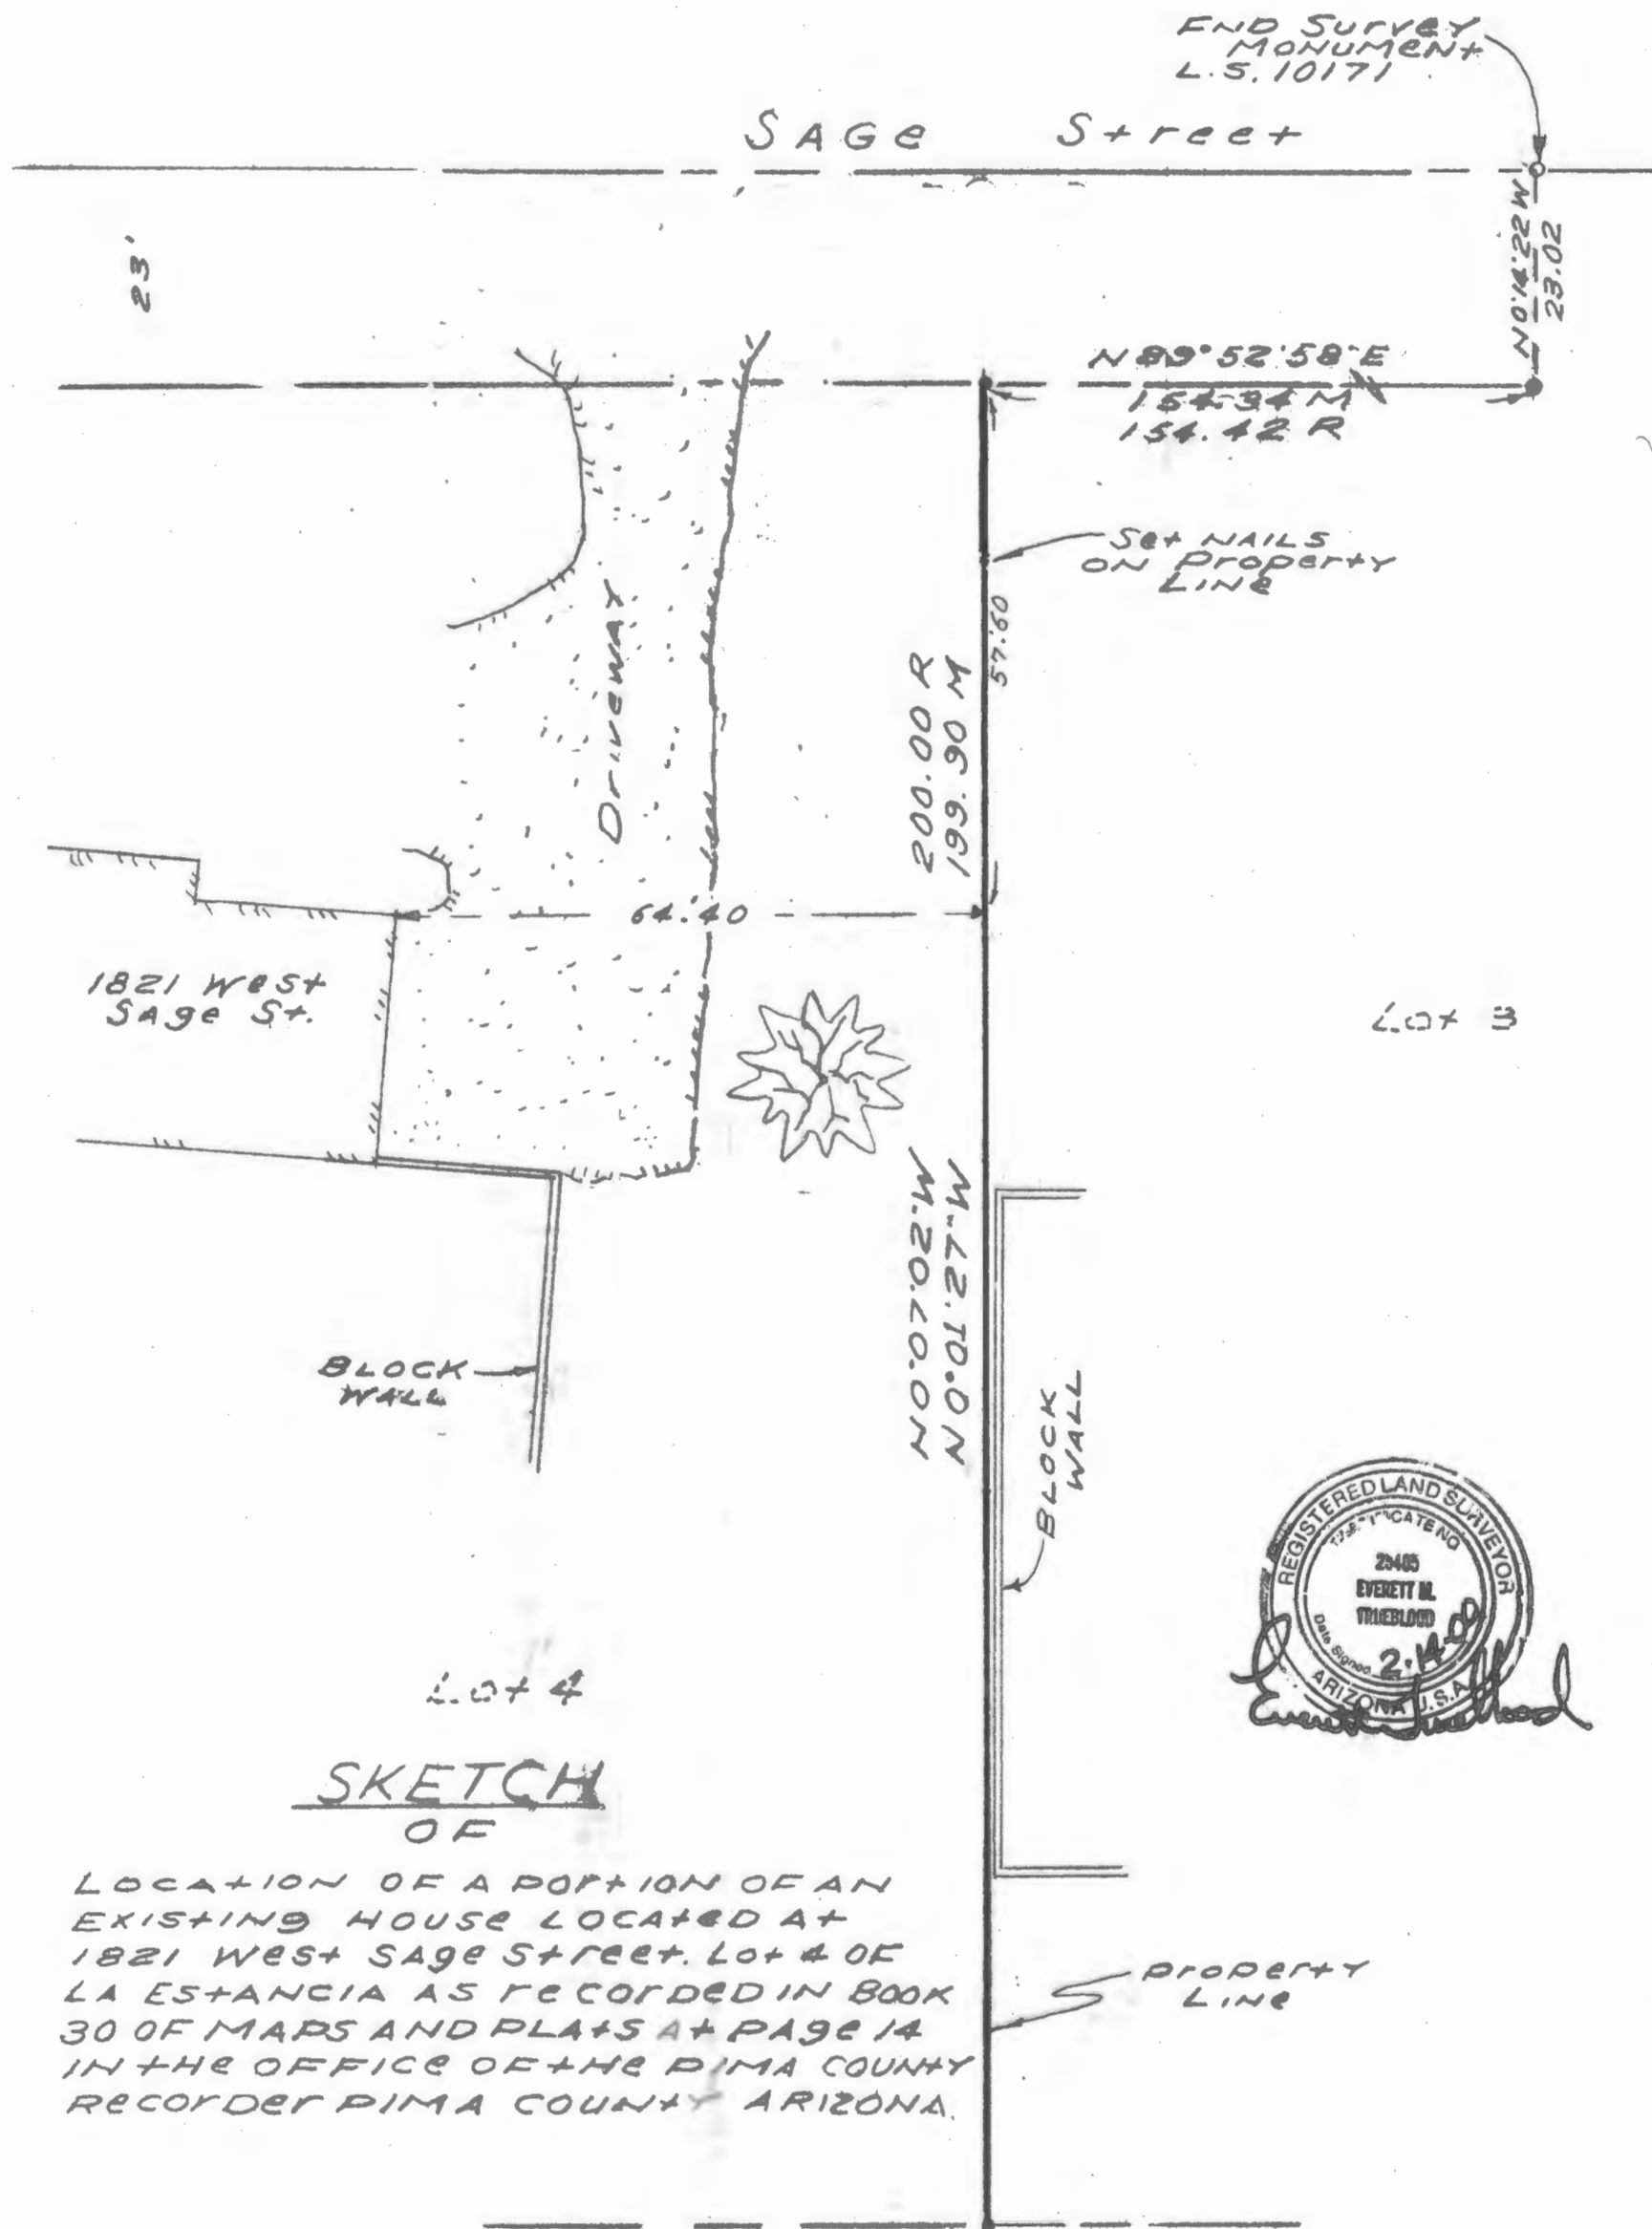 FND Survey
Monument
L.S. 10171
SAGe Street
23'
N0°14'22"W
23.02
N 89°52'58"E
154.34 M
154.42 R
Set NAILS
ON Property
LINe
57.60
200.00 R
199.90 M
Driveway
64.40
1821 West
SAge St.
Lot 3
N0°07'02"W
N0°01'27"W
BLOCK
WALL
BLOCK
WALL
REGISTERED LAND SURVEYOR
EVERETT M.
TRUEBLOOD
Date Signed 2-14-00
ARIZONA U.S.A.
Lot 4
SKETCH
OF
LOCAtION OF A POrtION OF AN
EXIStING HOUSe LOCAteD At
1821 West SAge Street. Lot 4 OF
LA EStANCIA AS recorDeD IN BOOK
30 OF MAPS AND PLAtS At PAge 14
IN tHe OFFICe OF tHe PIMA COUNtY
recorDer PIMA COUNtY ARIZONA.
Property
LINe